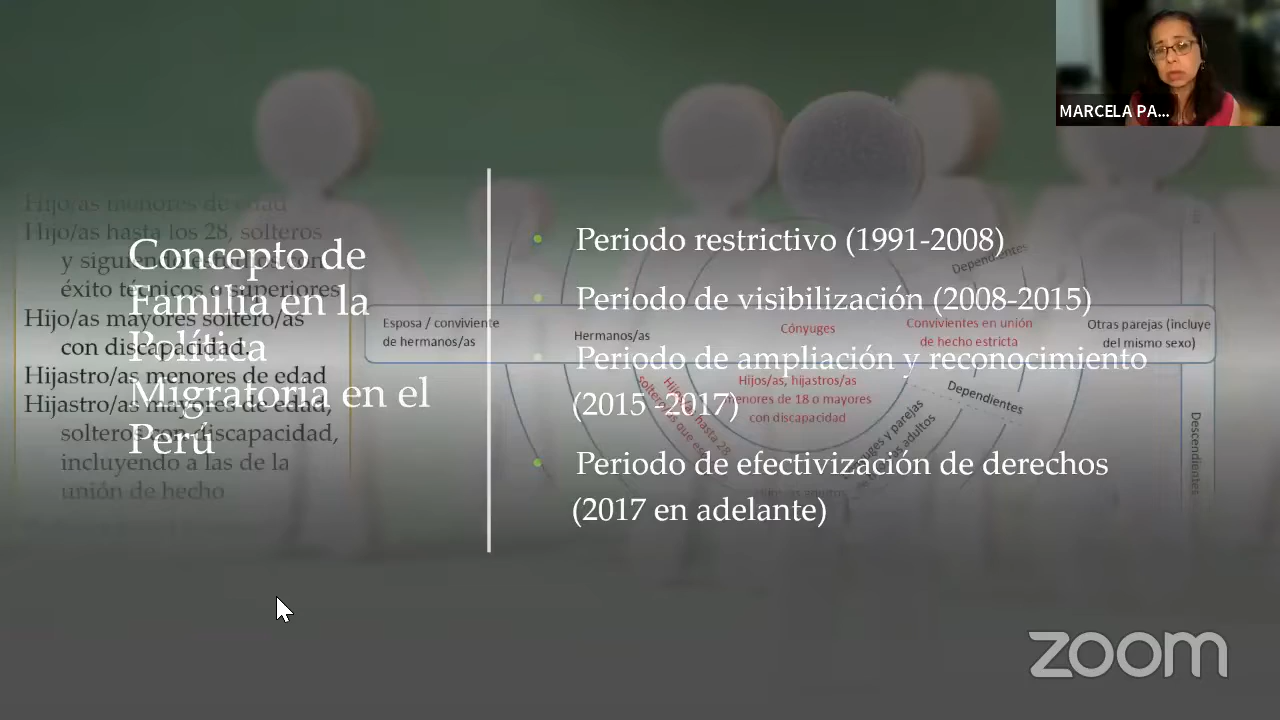 MARCELA PA...
Concepto de
Familia en la
Política
Migratoria en el
Perú
Periodo restrictivo (1991-2008)
Periodo de visibilización (2008-2015)
Periodo de ampliación y reconocimiento
(2015 -2017)
Periodo de efectivización de derechos
(2017 en adelante)
Hijo/as menores de edad
Hijo/as hasta los 28, solteros
éxito técnicos o superiores
Hijo/as mayores soltero/as
con discapacidad.
Hijastro/as menores de edad
Hijastro/as mayores de edad,
solteros con discapacidad,
incluyendo a las de la
unión de hecho
Esposa / conviviente
de hermanos/as
Hermanos/as
Cónyuges
Convivientes en unión
de hecho estricta
Otras parejas (incluye
del mismo sexo)
Dependientes
Hijos/as, hijastros/as
menores de 18 o mayores
con discapacidad
Dependientes
Descendientes
zoom